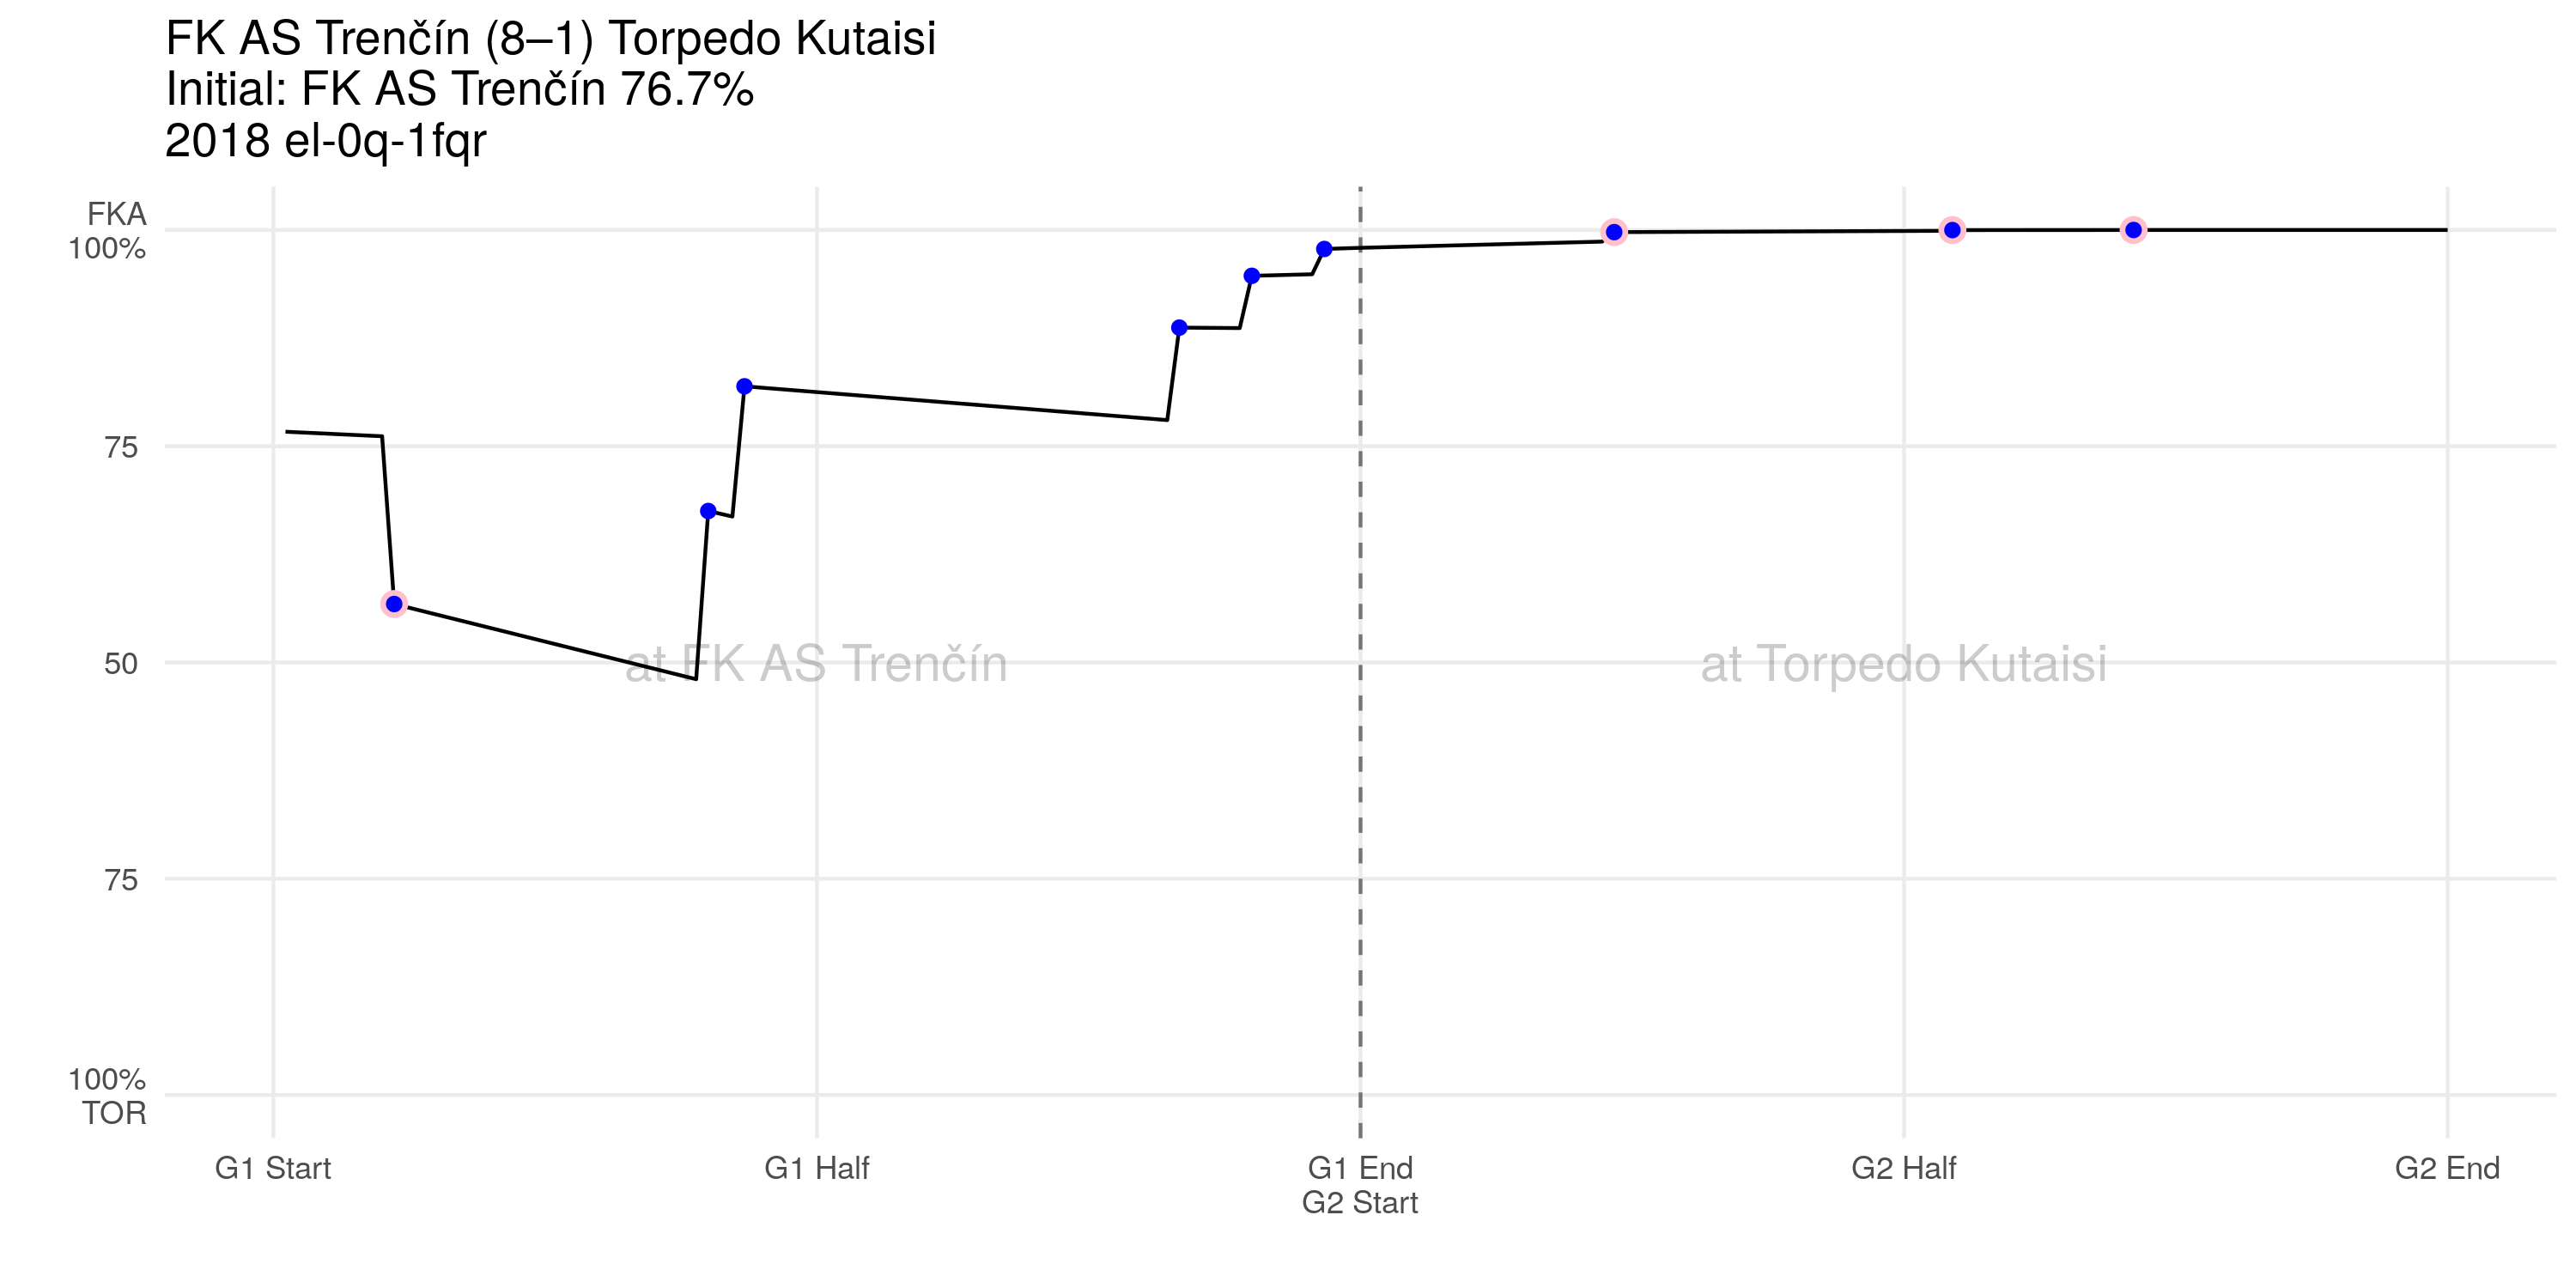 FK AS Trenčín (8–1) Torpedo Kutaisi
Initial: FK AS Trenčín 76.7%
2018 el-0q-1fqr
FKA
100%
75
50
75
100%
TOR
at FK AS Trenčín
at Torpedo Kutaisi
G1 Start
G1 Half
G1 End
G2 Start
G2 Half
G2 End